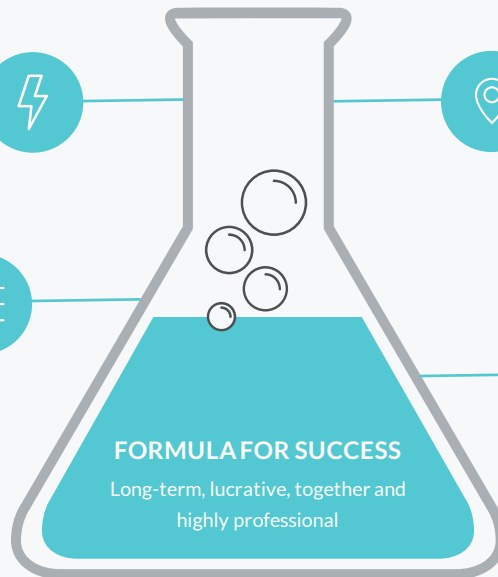 FORMULA FOR SUCCESS
Long-term, lucrative, together and
highly professional